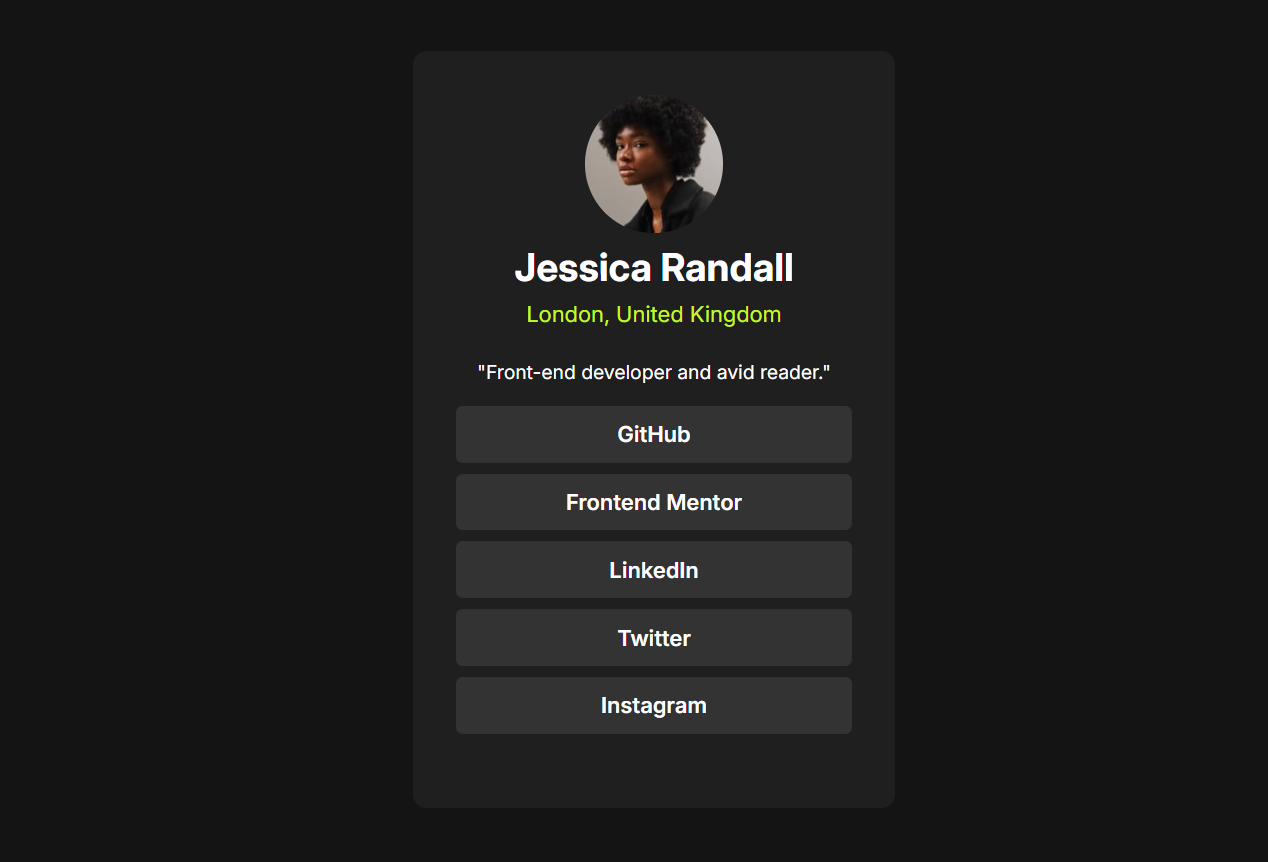 Jessica Randall
London, United Kingdom
"Front-end developer and avid reader."
GitHub
Frontend Mentor
LinkedIn
Twitter
Instagram